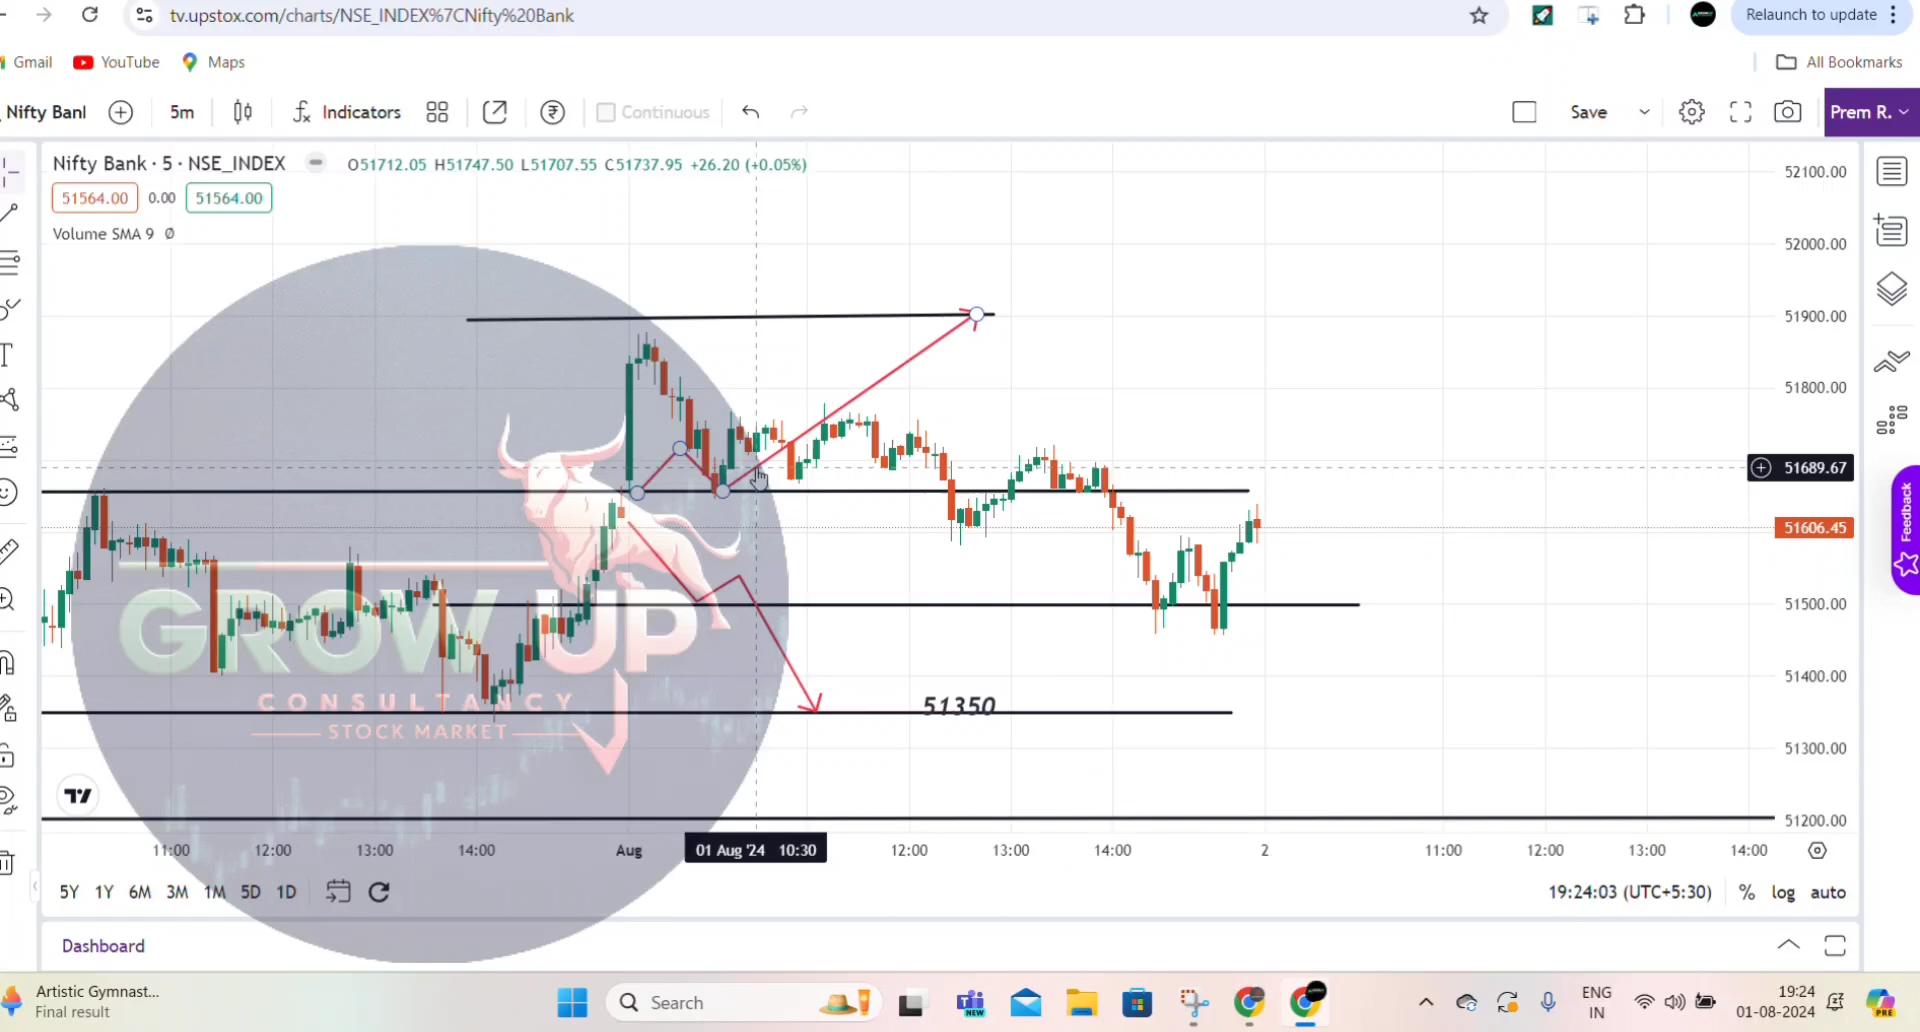 tv.upstox.com/charts/NSE_INDEX%7CNifty%20Bank
Relaunch to update
Gmail YouTube Maps All Bookmarks
Nifty Banl 5m Indicators Continuous Save Prem R.
Nifty Bank · 5 · NSE_INDEX O51712.05 H51747.50 L51707.55 C51737.95 +26.20 (+0.05%)
51564.00 0.00 51564.00
Volume SMA 9 Ø
52100.00
52000.00
51900.00
51800.00
51689.67
51606.45
51500.00
51400.00
51300.00
51200.00
Feedback
GROW UP
CONSULTANCY
STOCK MARKET
51350
11:00 12:00 13:00 14:00 Aug 01 Aug '24 10:30 12:00 13:00 14:00 2 11:00 12:00 13:00 14:00
5Y 1Y 6M 3M 1M 5D 1D 19:24:03 (UTC+5:30) % log auto
Dashboard
Artistic Gymnast...
Final result
Search
NEW
ENG
IN
19:24
01-08-2024
PRE